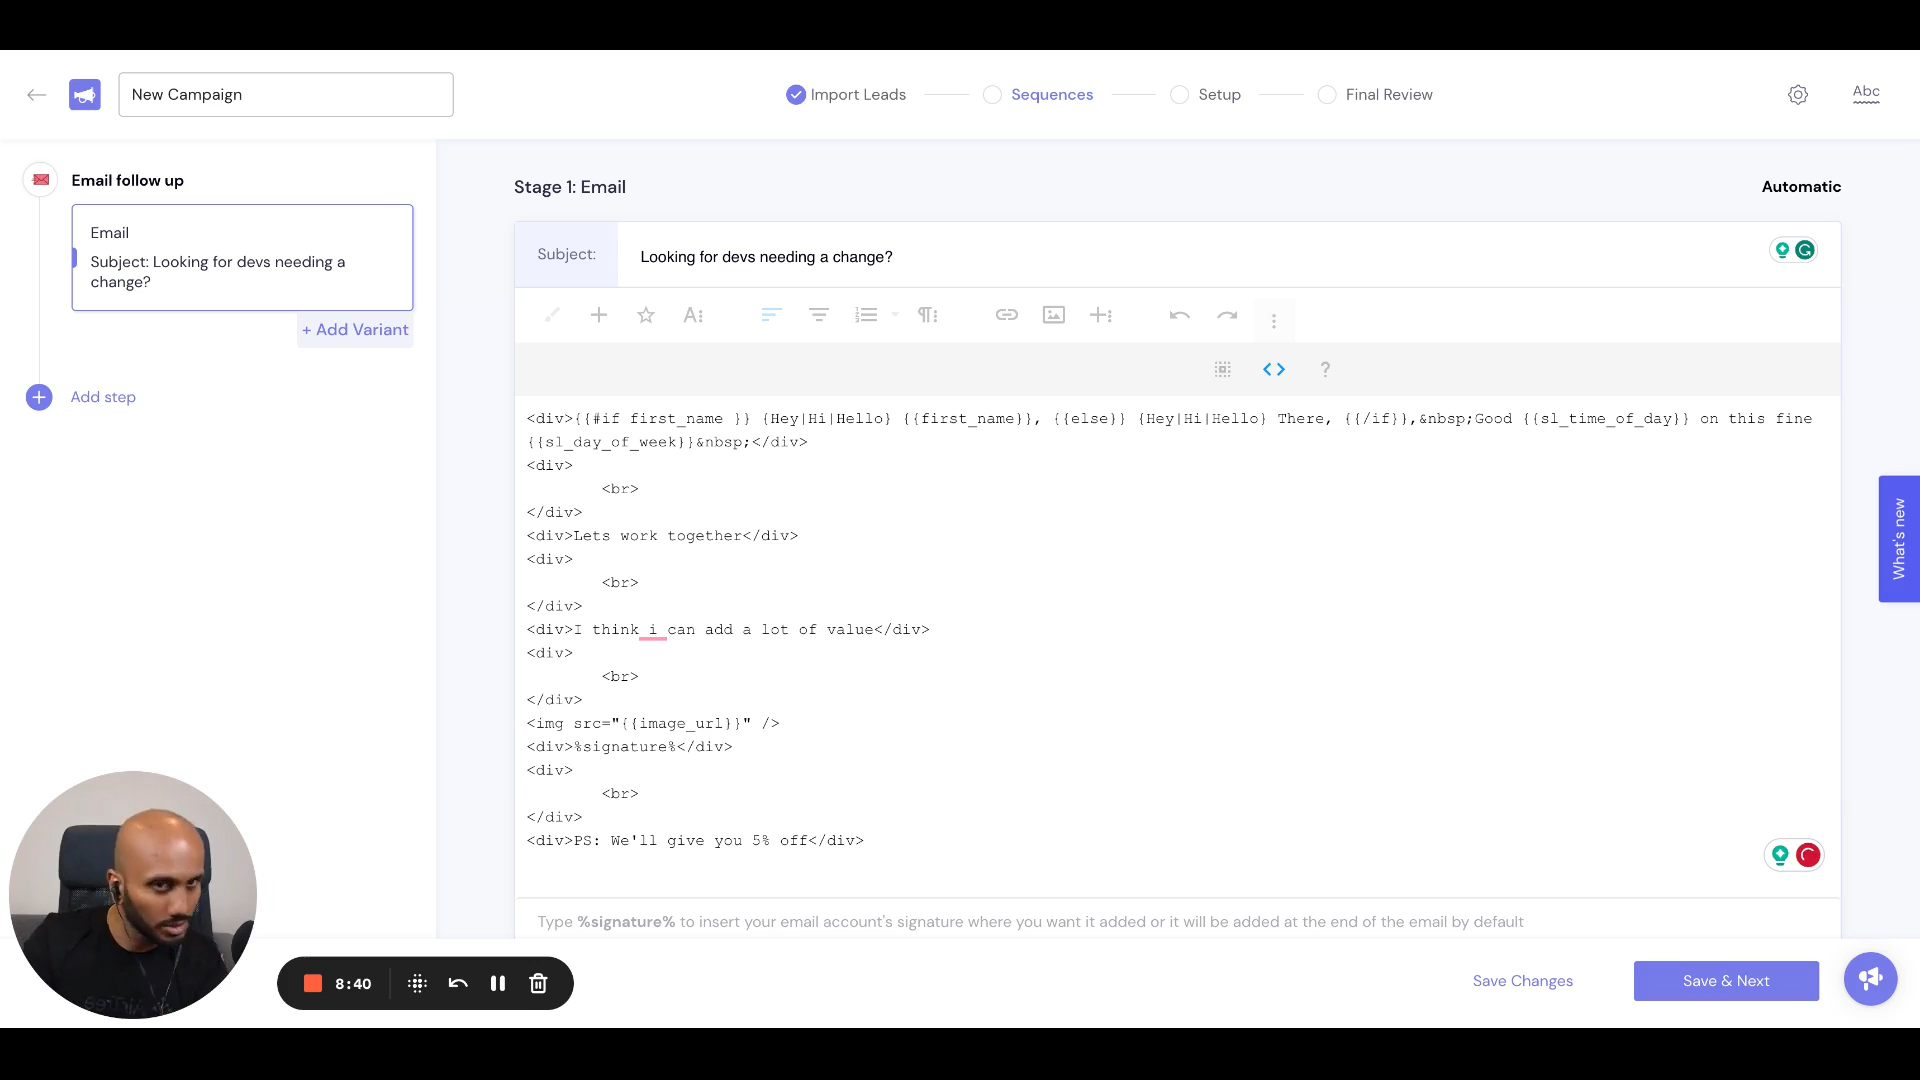 New Campaign
Import Leads
Sequences
Setup
Final Review
Abc
Email follow up
Email
Subject: Looking for devs needing a
change?
+ Add Variant
Add step
Stage 1: Email
Automatic
Subject:
Looking for devs needing a change?
<div>{{#if first_name }} {Hey|Hi|Hello} {{first_name}}, {{else}} {Hey|Hi|Hello} There, {{/if}},&nbsp;Good {{sl_time_of_day}} on this fine
{{sl_day_of_week}}&nbsp;</div>
<div>
<br>
</div>
<div>Lets work together</div>
<div>
<br>
</div>
<div>I think i can add a lot of value</div>
<div>
<br>
</div>
<img src="{{image_url}}" />
<div>%signature%</div>
<div>
<br>
</div>
<div>PS: We'll give you 5% off</div>
Type %signature% to insert your email account's signature where you want it added or it will be added at the end of the email by default
What's new
8:40
Save Changes
Save & Next